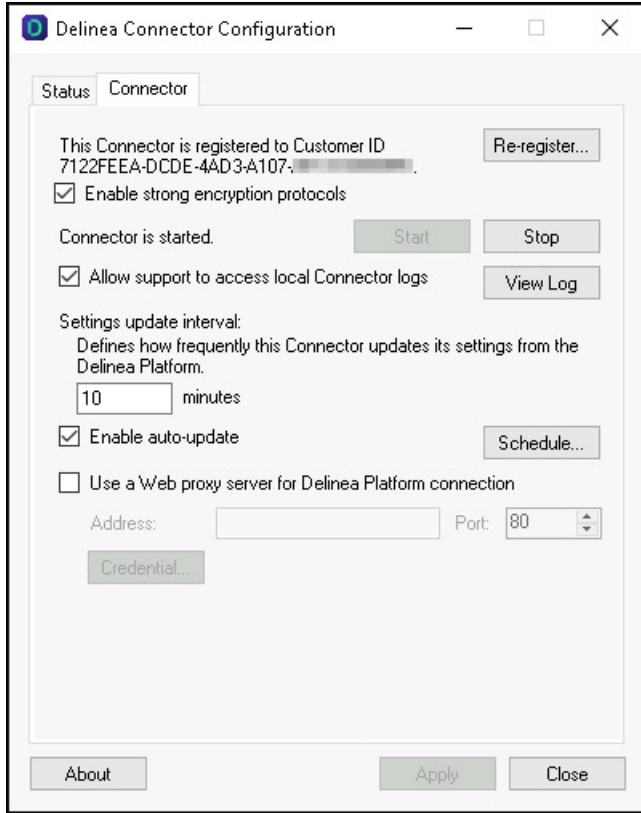 Delinea Connector Configuration
Status
Connector
This Connector is registered to Customer ID
7122FEEA-DCDE-4AD3-A107-
Re-register...
Enable strong encryption protocols
Connector is started.
Start
Stop
Allow support to access local Connector logs
View Log
Settings update interval:
Defines how frequently this Connector updates its settings from the
Delinea Platform.
10 minutes
Enable auto-update
Schedule...
Use a Web proxy server for Delinea Platform connection
Address:
Port: 80
Credential...
About
Apply
Close